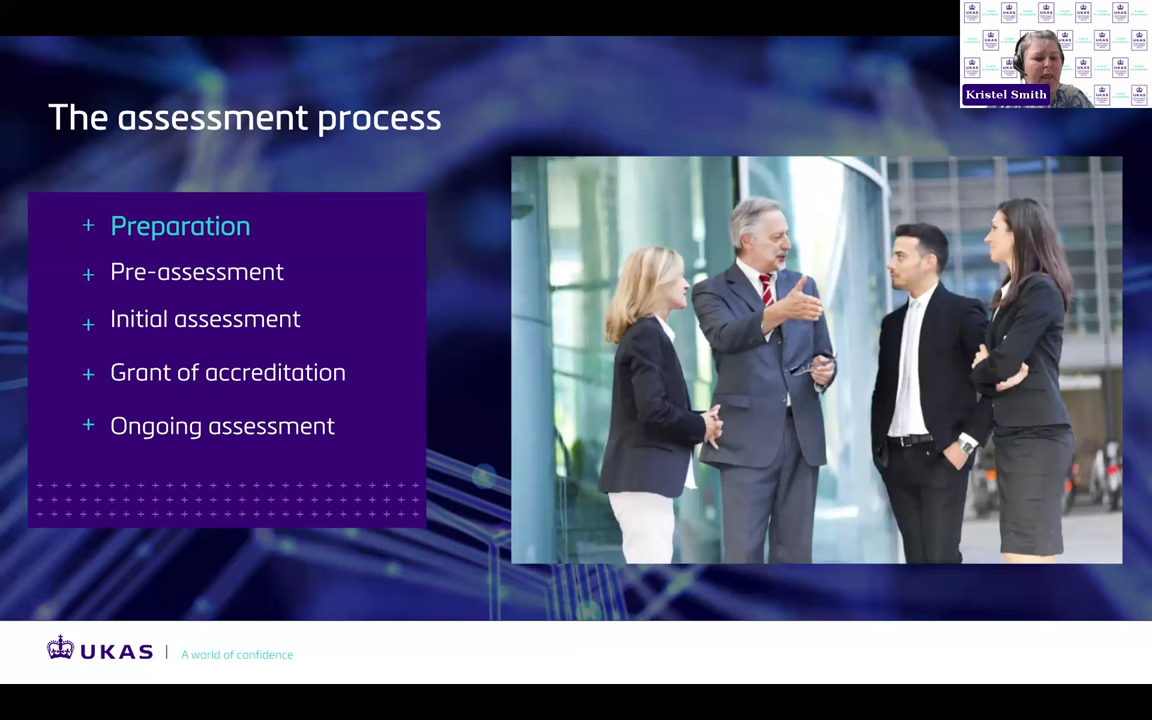 UKAS
Kristel Smith
The assessment process
+ Preparation
+ Pre-assessment
+ Initial assessment
+ Grant of accreditation
+ Ongoing assessment
UKAS | A world of confidence